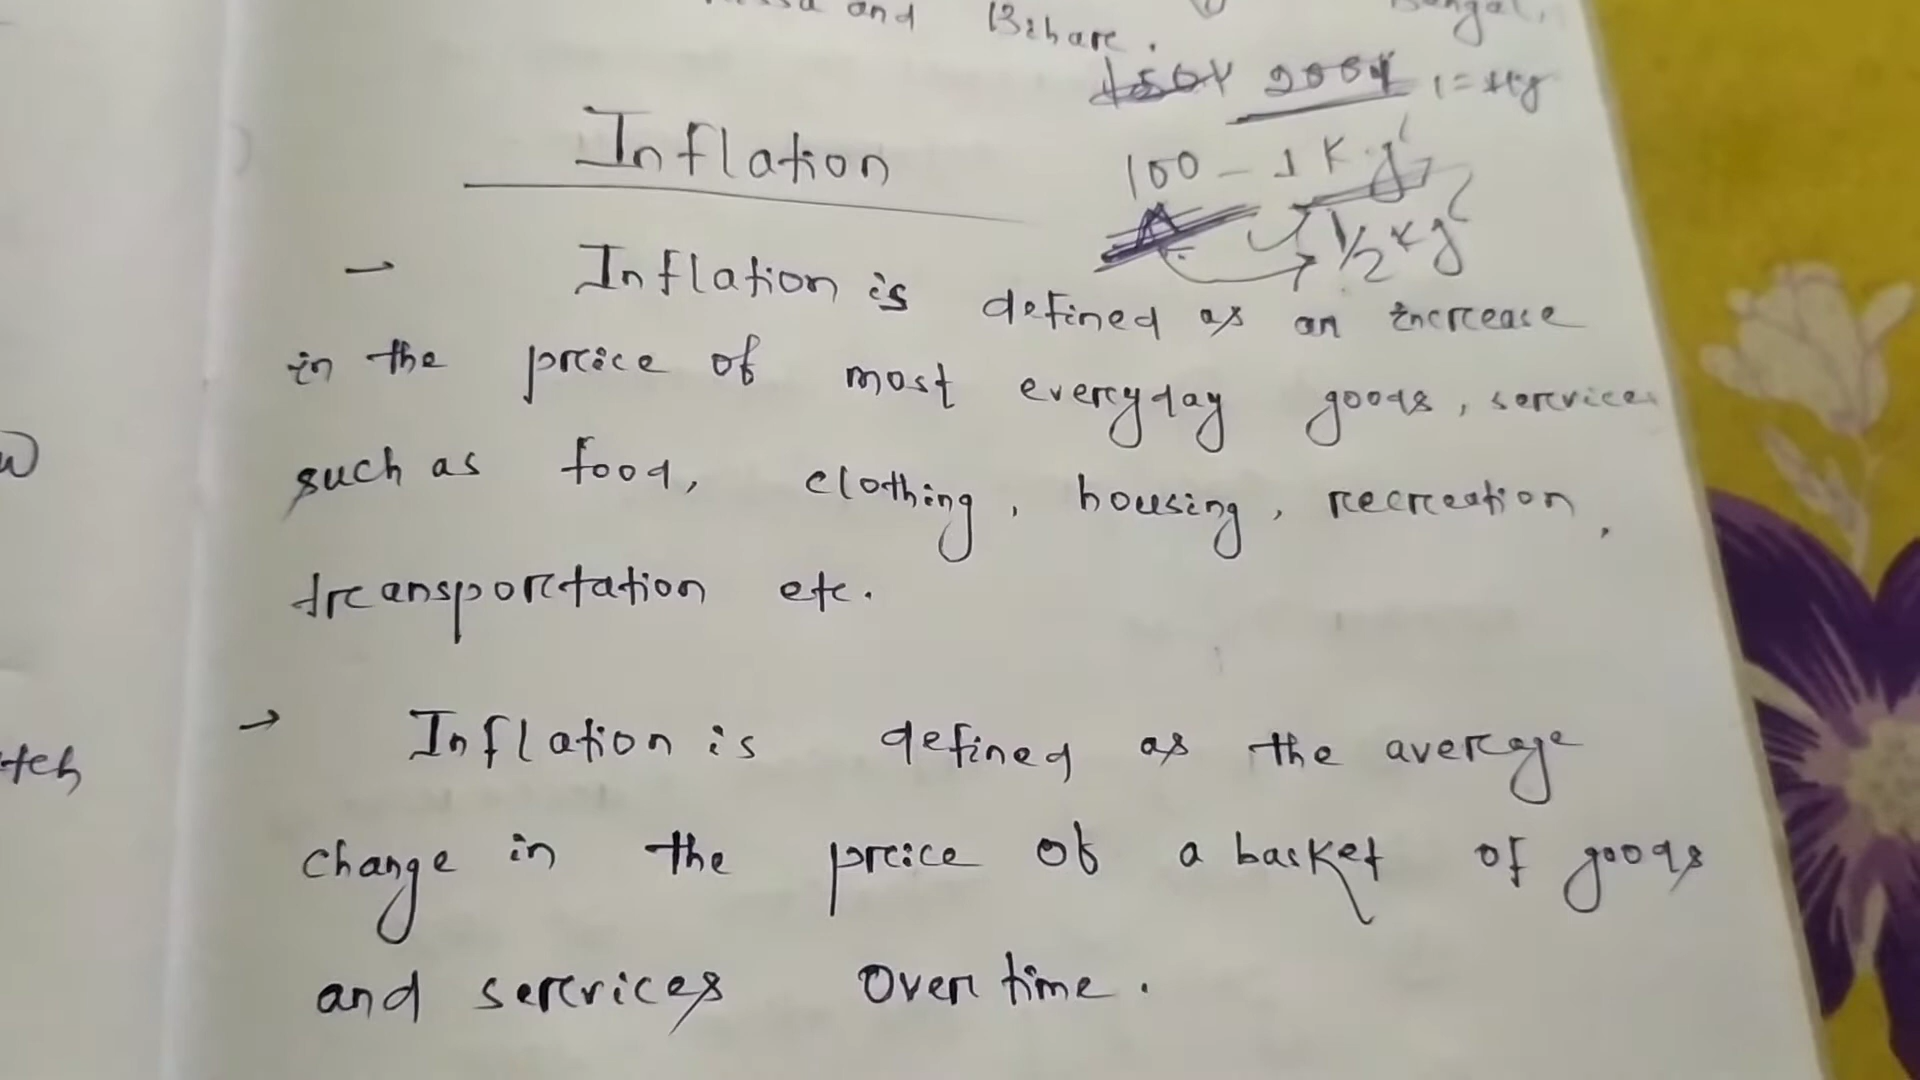 and Bihar.
Bengal,
1 =
100 - 1 Kg
1/2 kg
Inflation
→ Inflation is defined as an increase
in the price of most everyday goods, services
such as food, clothing, housing, recreation,
transportation etc.
→ Inflation is defined as the average
change in the price of a basket of goods
and services over time.